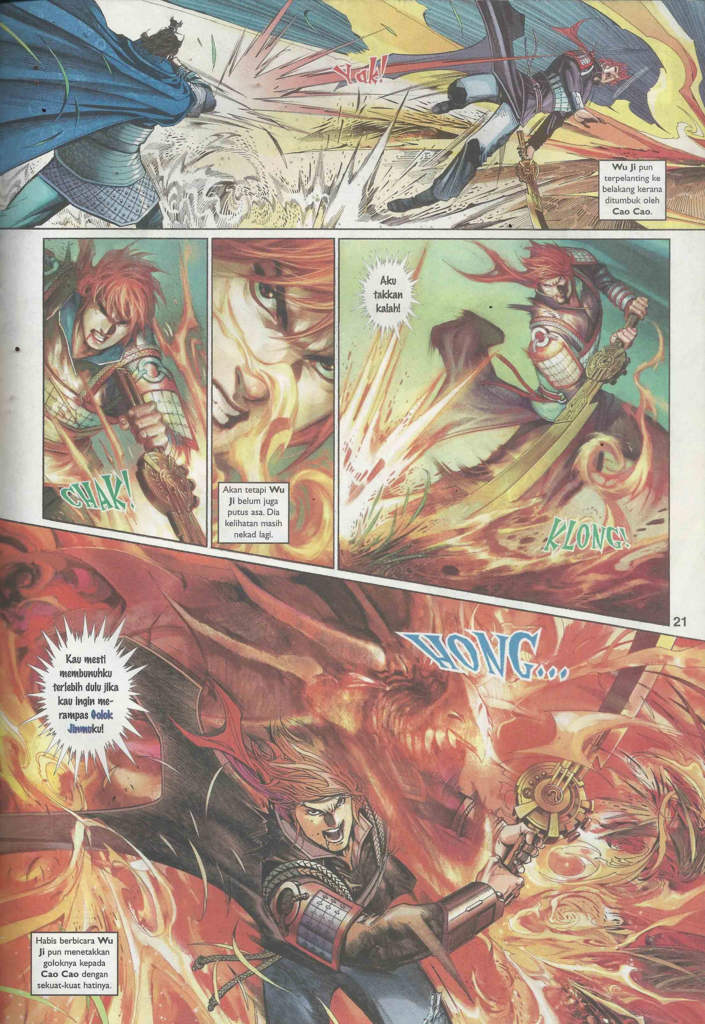 Prak!
Wu Ji pun
terpelanting ke
belakang kerana
ditumbuk oleh
Cao Cao.
CHAK!
Akan tetapi Wu
Ji belum juga
putus asa. Dia
kelihatan masih
nekad lagi.
Aku
takkan
kalah!
KLONG!
21
Kau mesti
membunuhku
terlebih dulu jika
kau ingin me-
rampas Golok
Jinmuku!
HONG...
Habis berbicara Wu
Ji pun menetakkan
goloknya kepada
Cao Cao dengan
sekuat-kuat hatinya.